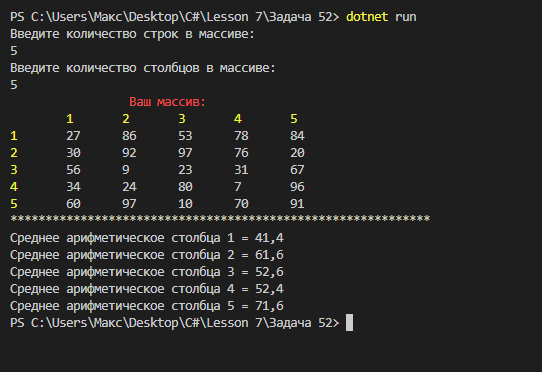 PS C:\Users\Макс\Desktop\C#\Lesson 7\Задача 52> dotnet run
Введите количество строк в массиве:
5
Введите количество столбцов в массиве:
5
Ваш массив:
1 2 3 4 5
1 27 86 53 78 84
2 30 92 97 76 20
3 56 9 23 31 67
4 34 24 80 7 96
5 60 97 10 70 91
************************************************************
Среднее арифметическое столбца 1 = 41,4
Среднее арифметическое столбца 2 = 61,6
Среднее арифметическое столбца 3 = 52,6
Среднее арифметическое столбца 4 = 52,4
Среднее арифметическое столбца 5 = 71,6
PS C:\Users\Макс\Desktop\C#\Lesson 7\Задача 52>